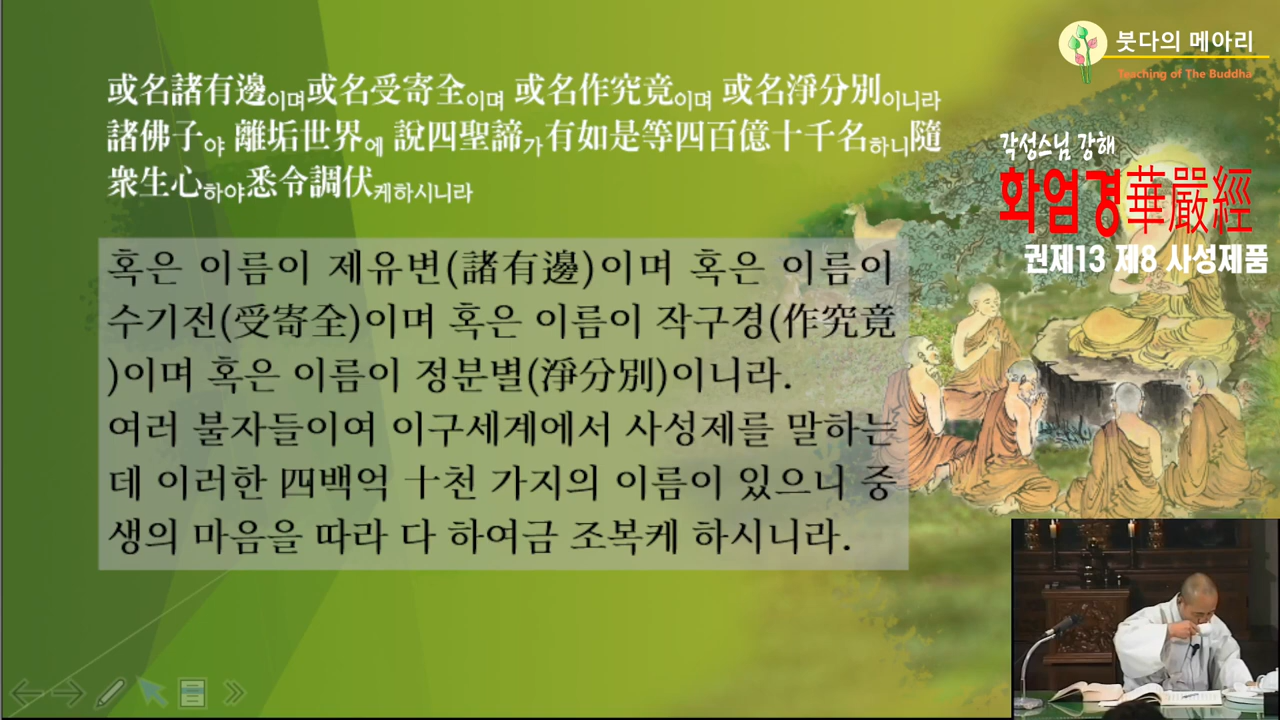 或名諸有邊이며或名受寄全이며 或名作究竟이며 或名淨分別이니라
諸佛子야 離垢世界에 說四聖諦가有如是等四百億十千名하니隨
衆生心하야悉令調伏케하시니라
혹은 이름이 제유변(諸有邊)이며 혹은 이름이
수기전(受寄全)이며 혹은 이름이 작구경(作究竟
)이며 혹은 이름이 정분별(淨分別)이니라.
여러 불자들이여 이구세계에서 사성제를 말하는
데 이러한 四백억 十천 가지의 이름이 있으니 중
생의 마음을 따라 다 하여금 조복케 하시니라.
붓다의 메아리
Teaching of The Buddha
각성스님 강해
화엄경華嚴經
권제13 제8 사성제품